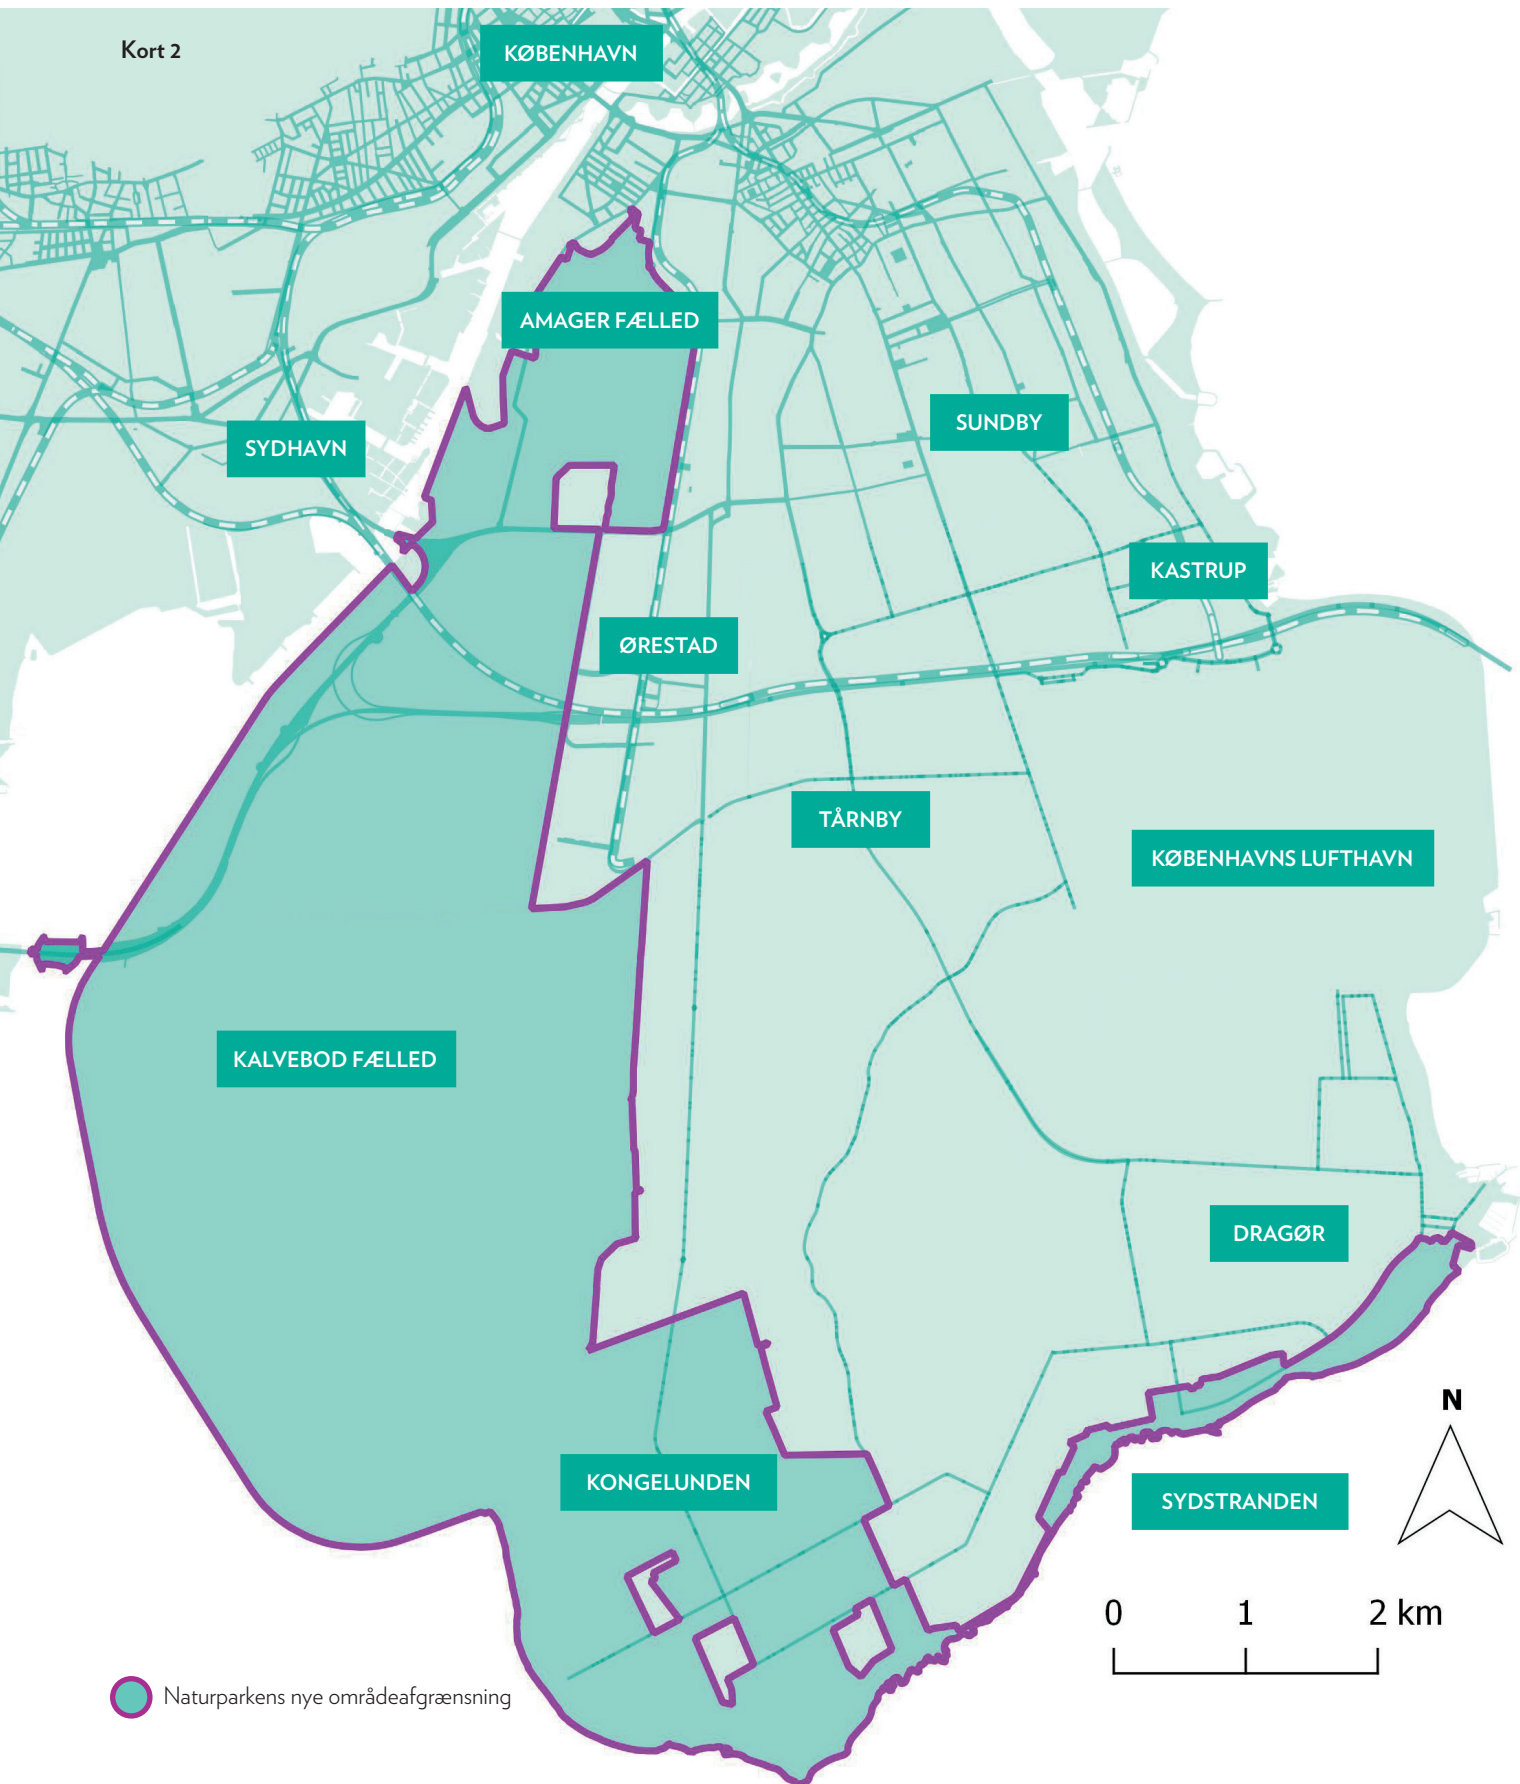 Kort 2
KØBENHAVN
AMAGER FÆLLED
SUNDBY
SYDHAVN
KASTRUP
ØRESTAD
TÅRNBY
KØBENHAVNS LUFTHAVN
KALVEBOD FÆLLED
DRAGØR
N
KONGELUNDEN
SYDSTRANDEN
0 1 2 km
Naturparkens nye områdeafgrænsning